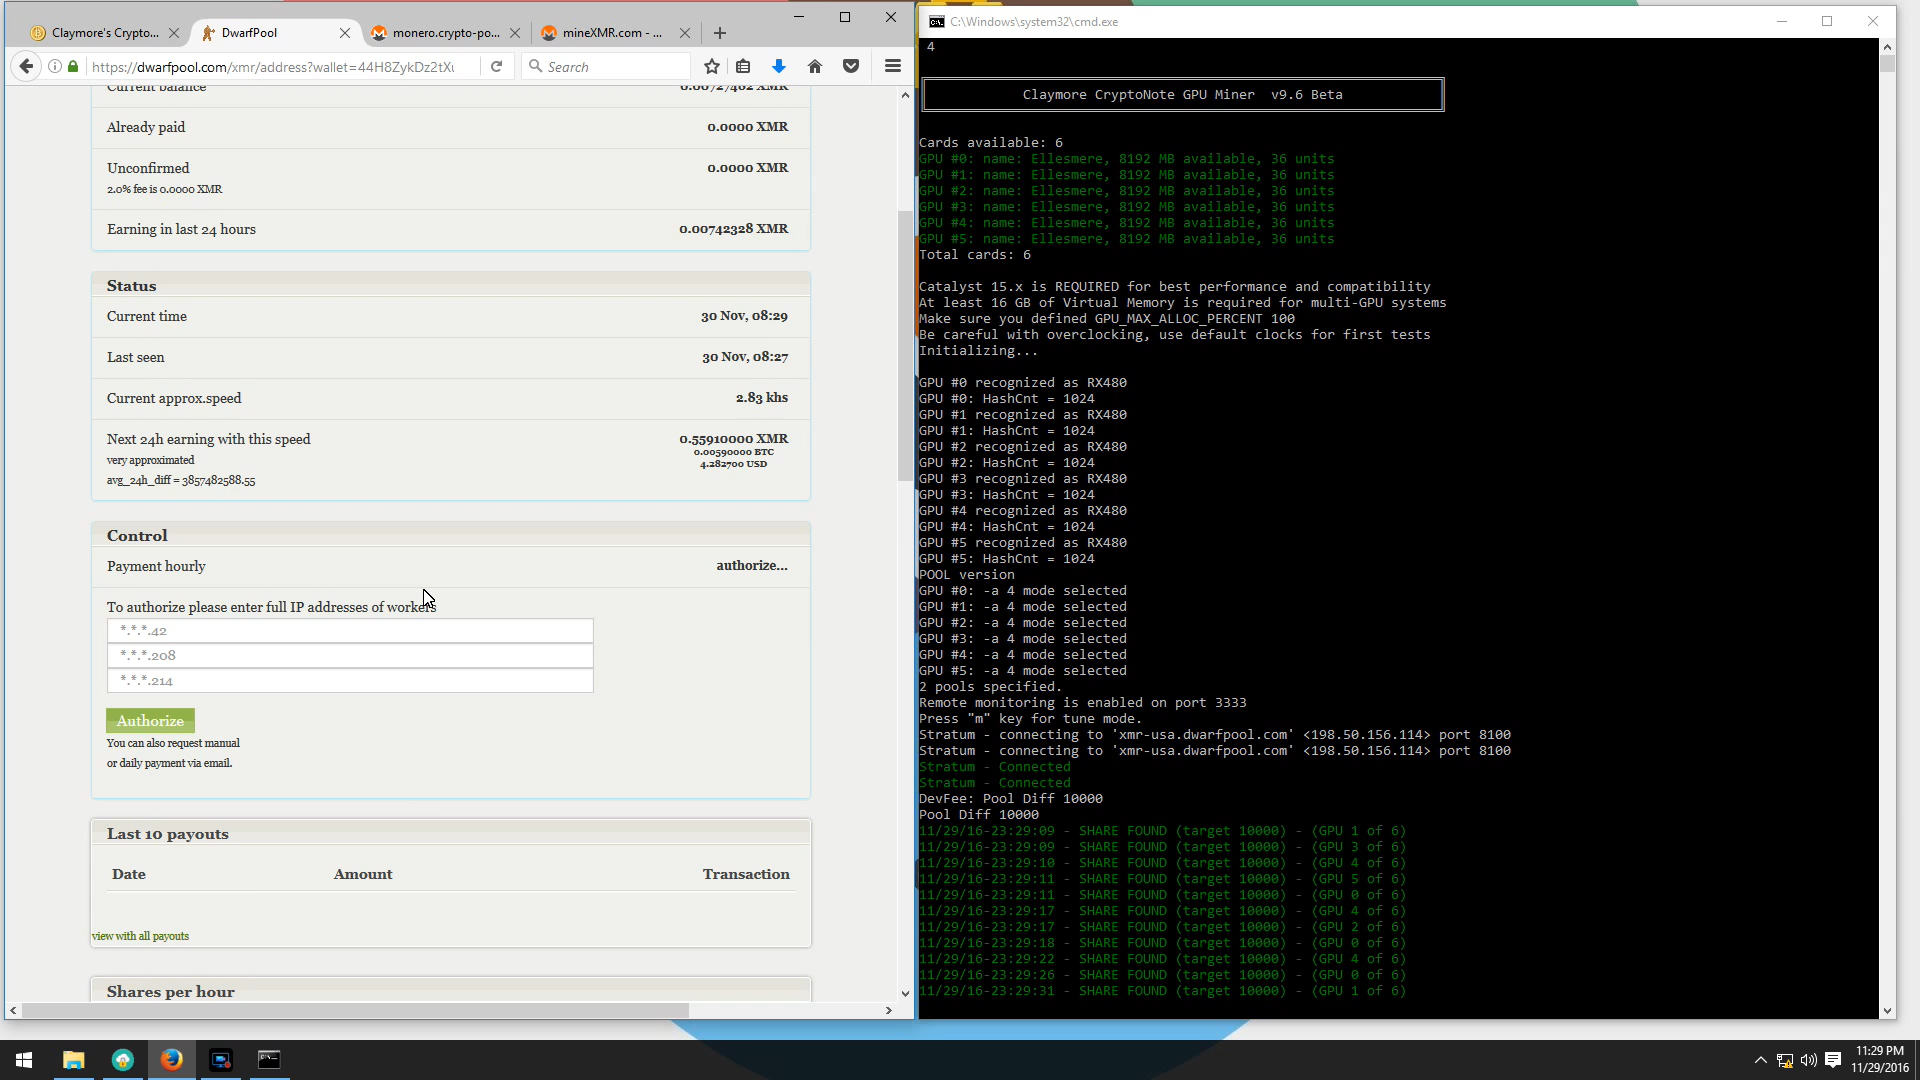 Claymore's Crypto...
DwarfPool
monero.crypto-po...
mineXMR.com - ...
https://dwarfpool.com/xmr/address?wallet=44H8ZykDz2tXu
Search
Current balance
0.00727462 XMR
Already paid
0.0000 XMR
Unconfirmed
0.0000 XMR
2.0% fee is 0.0000 XMR
Earning in last 24 hours
0.00742328 XMR
Status
Current time
30 Nov, 08:29
Last seen
30 Nov, 08:27
Current approx.speed
2.83 khs
Next 24h earning with this speed
0.55910000 XMR
very approximated
0.00590000 BTC
4.282700 USD
avg_24h_diff = 3857482588.55
Control
Payment hourly
authorize...
To authorize please enter full IP addresses of workers
*.*.*.42
*.*.*.208
*.*.*.214
Authorize
You can also request manual
or daily payment via email.
Last 10 payouts
Date Amount Transaction
view with all payouts
Shares per hour
C:\Windows\system32\cmd.exe
4
Claymore CryptoNote GPU Miner v9.6 Beta
Cards available: 6
GPU #0: name: Ellesmere, 8192 MB available, 36 units
GPU #1: name: Ellesmere, 8192 MB available, 36 units
GPU #2: name: Ellesmere, 8192 MB available, 36 units
GPU #3: name: Ellesmere, 8192 MB available, 36 units
GPU #4: name: Ellesmere, 8192 MB available, 36 units
GPU #5: name: Ellesmere, 8192 MB available, 36 units
Total cards: 6
Catalyst 15.x is REQUIRED for best performance and compatibility
At least 16 GB of Virtual Memory is required for multi-GPU systems
Make sure you defined GPU_MAX_ALLOC_PERCENT 100
Be careful with overclocking, use default clocks for first tests
Initializing...
GPU #0 recognized as RX480
GPU #0: HashCnt = 1024
GPU #1 recognized as RX480
GPU #1: HashCnt = 1024
GPU #2 recognized as RX480
GPU #2: HashCnt = 1024
GPU #3 recognized as RX480
GPU #3: HashCnt = 1024
GPU #4 recognized as RX480
GPU #4: HashCnt = 1024
GPU #5 recognized as RX480
GPU #5: HashCnt = 1024
POOL version
GPU #0: -a 4 mode selected
GPU #1: -a 4 mode selected
GPU #2: -a 4 mode selected
GPU #3: -a 4 mode selected
GPU #4: -a 4 mode selected
GPU #5: -a 4 mode selected
2 pools specified.
Remote monitoring is enabled on port 3333
Press "m" key for tune mode.
Stratum - connecting to 'xmr-usa.dwarfpool.com' <198.50.156.114> port 8100
Stratum - connecting to 'xmr-usa.dwarfpool.com' <198.50.156.114> port 8100
Stratum - Connected
Stratum - Connected
DevFee: Pool Diff 10000
Pool Diff 10000
11/29/16-23:29:09 - SHARE FOUND (target 10000) - (GPU 1 of 6)
11/29/16-23:29:09 - SHARE FOUND (target 10000) - (GPU 3 of 6)
11/29/16-23:29:10 - SHARE FOUND (target 10000) - (GPU 4 of 6)
11/29/16-23:29:11 - SHARE FOUND (target 10000) - (GPU 5 of 6)
11/29/16-23:29:11 - SHARE FOUND (target 10000) - (GPU 0 of 6)
11/29/16-23:29:17 - SHARE FOUND (target 10000) - (GPU 4 of 6)
11/29/16-23:29:17 - SHARE FOUND (target 10000) - (GPU 2 of 6)
11/29/16-23:29:18 - SHARE FOUND (target 10000) - (GPU 0 of 6)
11/29/16-23:29:22 - SHARE FOUND (target 10000) - (GPU 4 of 6)
11/29/16-23:29:26 - SHARE FOUND (target 10000) - (GPU 0 of 6)
11/29/16-23:29:31 - SHARE FOUND (target 10000) - (GPU 1 of 6)
11:29 PM
11/29/2016